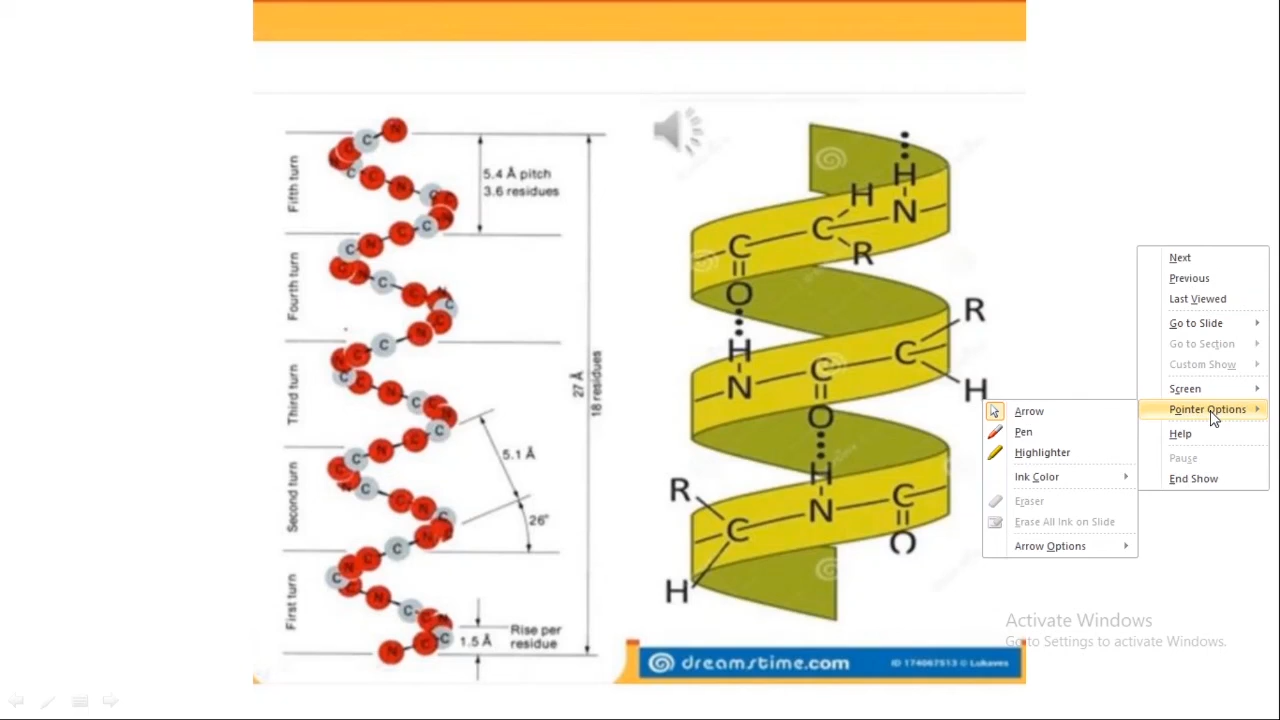 Fifth turn
Fourth turn
Third turn
Second turn
First turn
N
C
C
C
N
C
N
C
C
N
C
N
C
C
N
C
C
N
C
C
N
C
N
C
C
N
C
C
N
C
N
C
C
N
C
N
C
C
N
C
C
N
5.4 Å pitch
3.6 residues
27 Å
18 residues
5.1 Å
26°
1.5 Å
Rise per
residue
H
H
N
C
C
R
O
R
H
C
C
N
H
O
H
R
C
N
C
O
H
dreamstime.com
ID 174067513 © Lukaves
Next
Previous
Last Viewed
Go to Slide
Go to Section
Custom Show
Screen
Pointer Options
Help
Pause
End Show
Arrow
Pen
Highlighter
Ink Color
Eraser
Erase All Ink on Slide
Arrow Options
Activate Windows
Go to Settings to activate Windows.